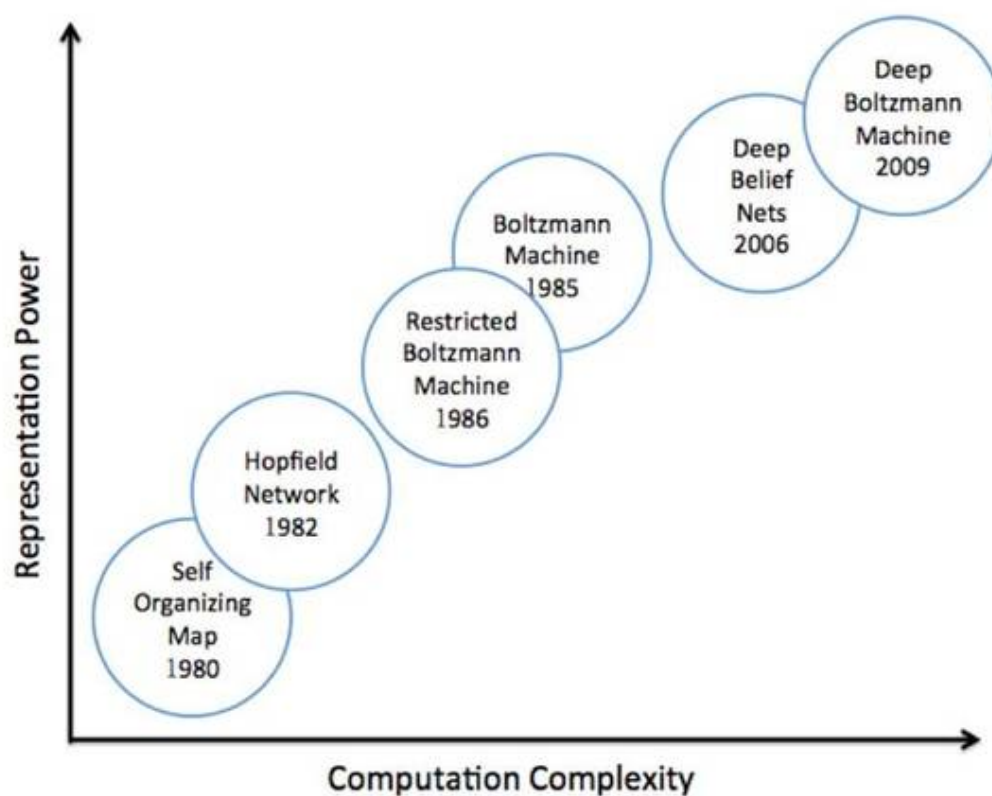 Deep
Boltzmann
Machine
2009
Deep
Belief
Nets
2006
Boltzmann
Machine
1985
Restricted
Boltzmann
Machine
1986
Hopfield
Network
1982
Self
Organizing
Map
1980
Representation Power
Computation Complexity